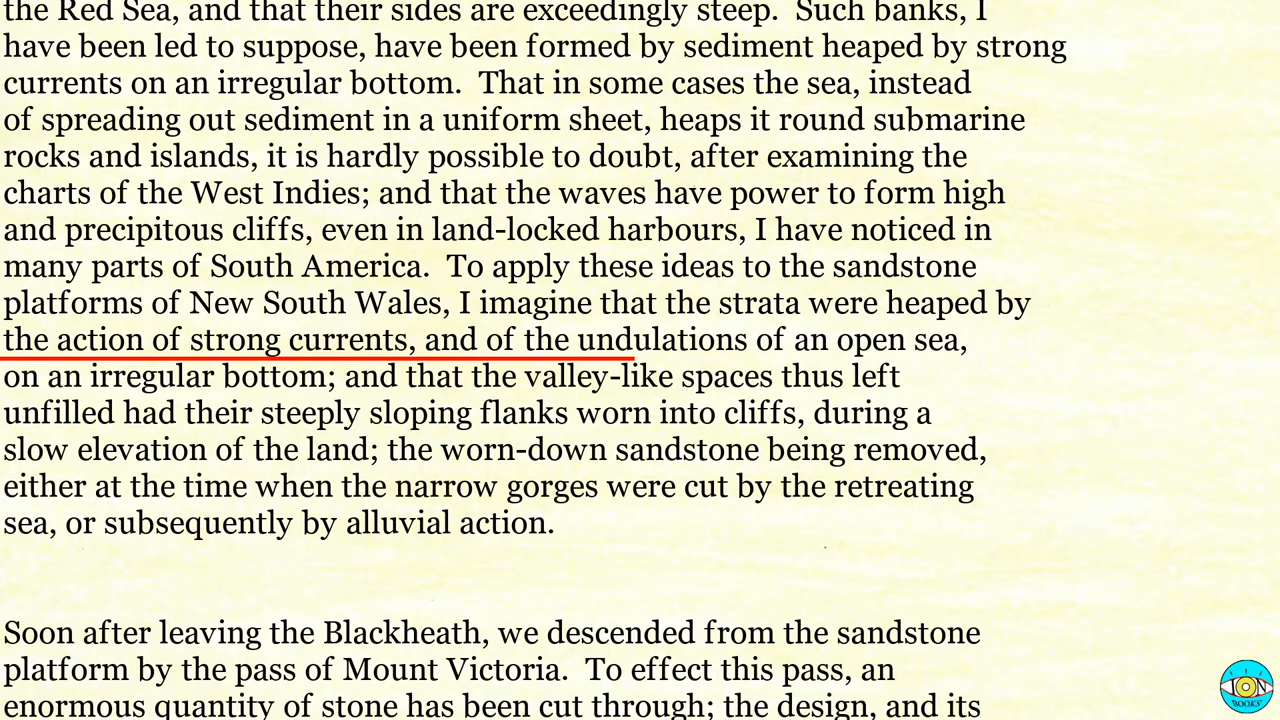 the Red Sea, and that their sides are exceedingly steep.  Such banks, I
have been led to suppose, have been formed by sediment heaped by strong
currents on an irregular bottom.  That in some cases the sea, instead
of spreading out sediment in a uniform sheet, heaps it round submarine
rocks and islands, it is hardly possible to doubt, after examining the
charts of the West Indies; and that the waves have power to form high
and precipitous cliffs, even in land-locked harbours, I have noticed in
many parts of South America.  To apply these ideas to the sandstone
platforms of New South Wales, I imagine that the strata were heaped by
the action of strong currents, and of the undulations of an open sea,
on an irregular bottom; and that the valley-like spaces thus left
unfilled had their steeply sloping flanks worn into cliffs, during a
slow elevation of the land; the worn-down sandstone being removed,
either at the time when the narrow gorges were cut by the retreating
sea, or subsequently by alluvial action.
Soon after leaving the Blackheath, we descended from the sandstone
platform by the pass of Mount Victoria.  To effect this pass, an
enormous quantity of stone has been cut through; the design, and its
ION
BOOKS